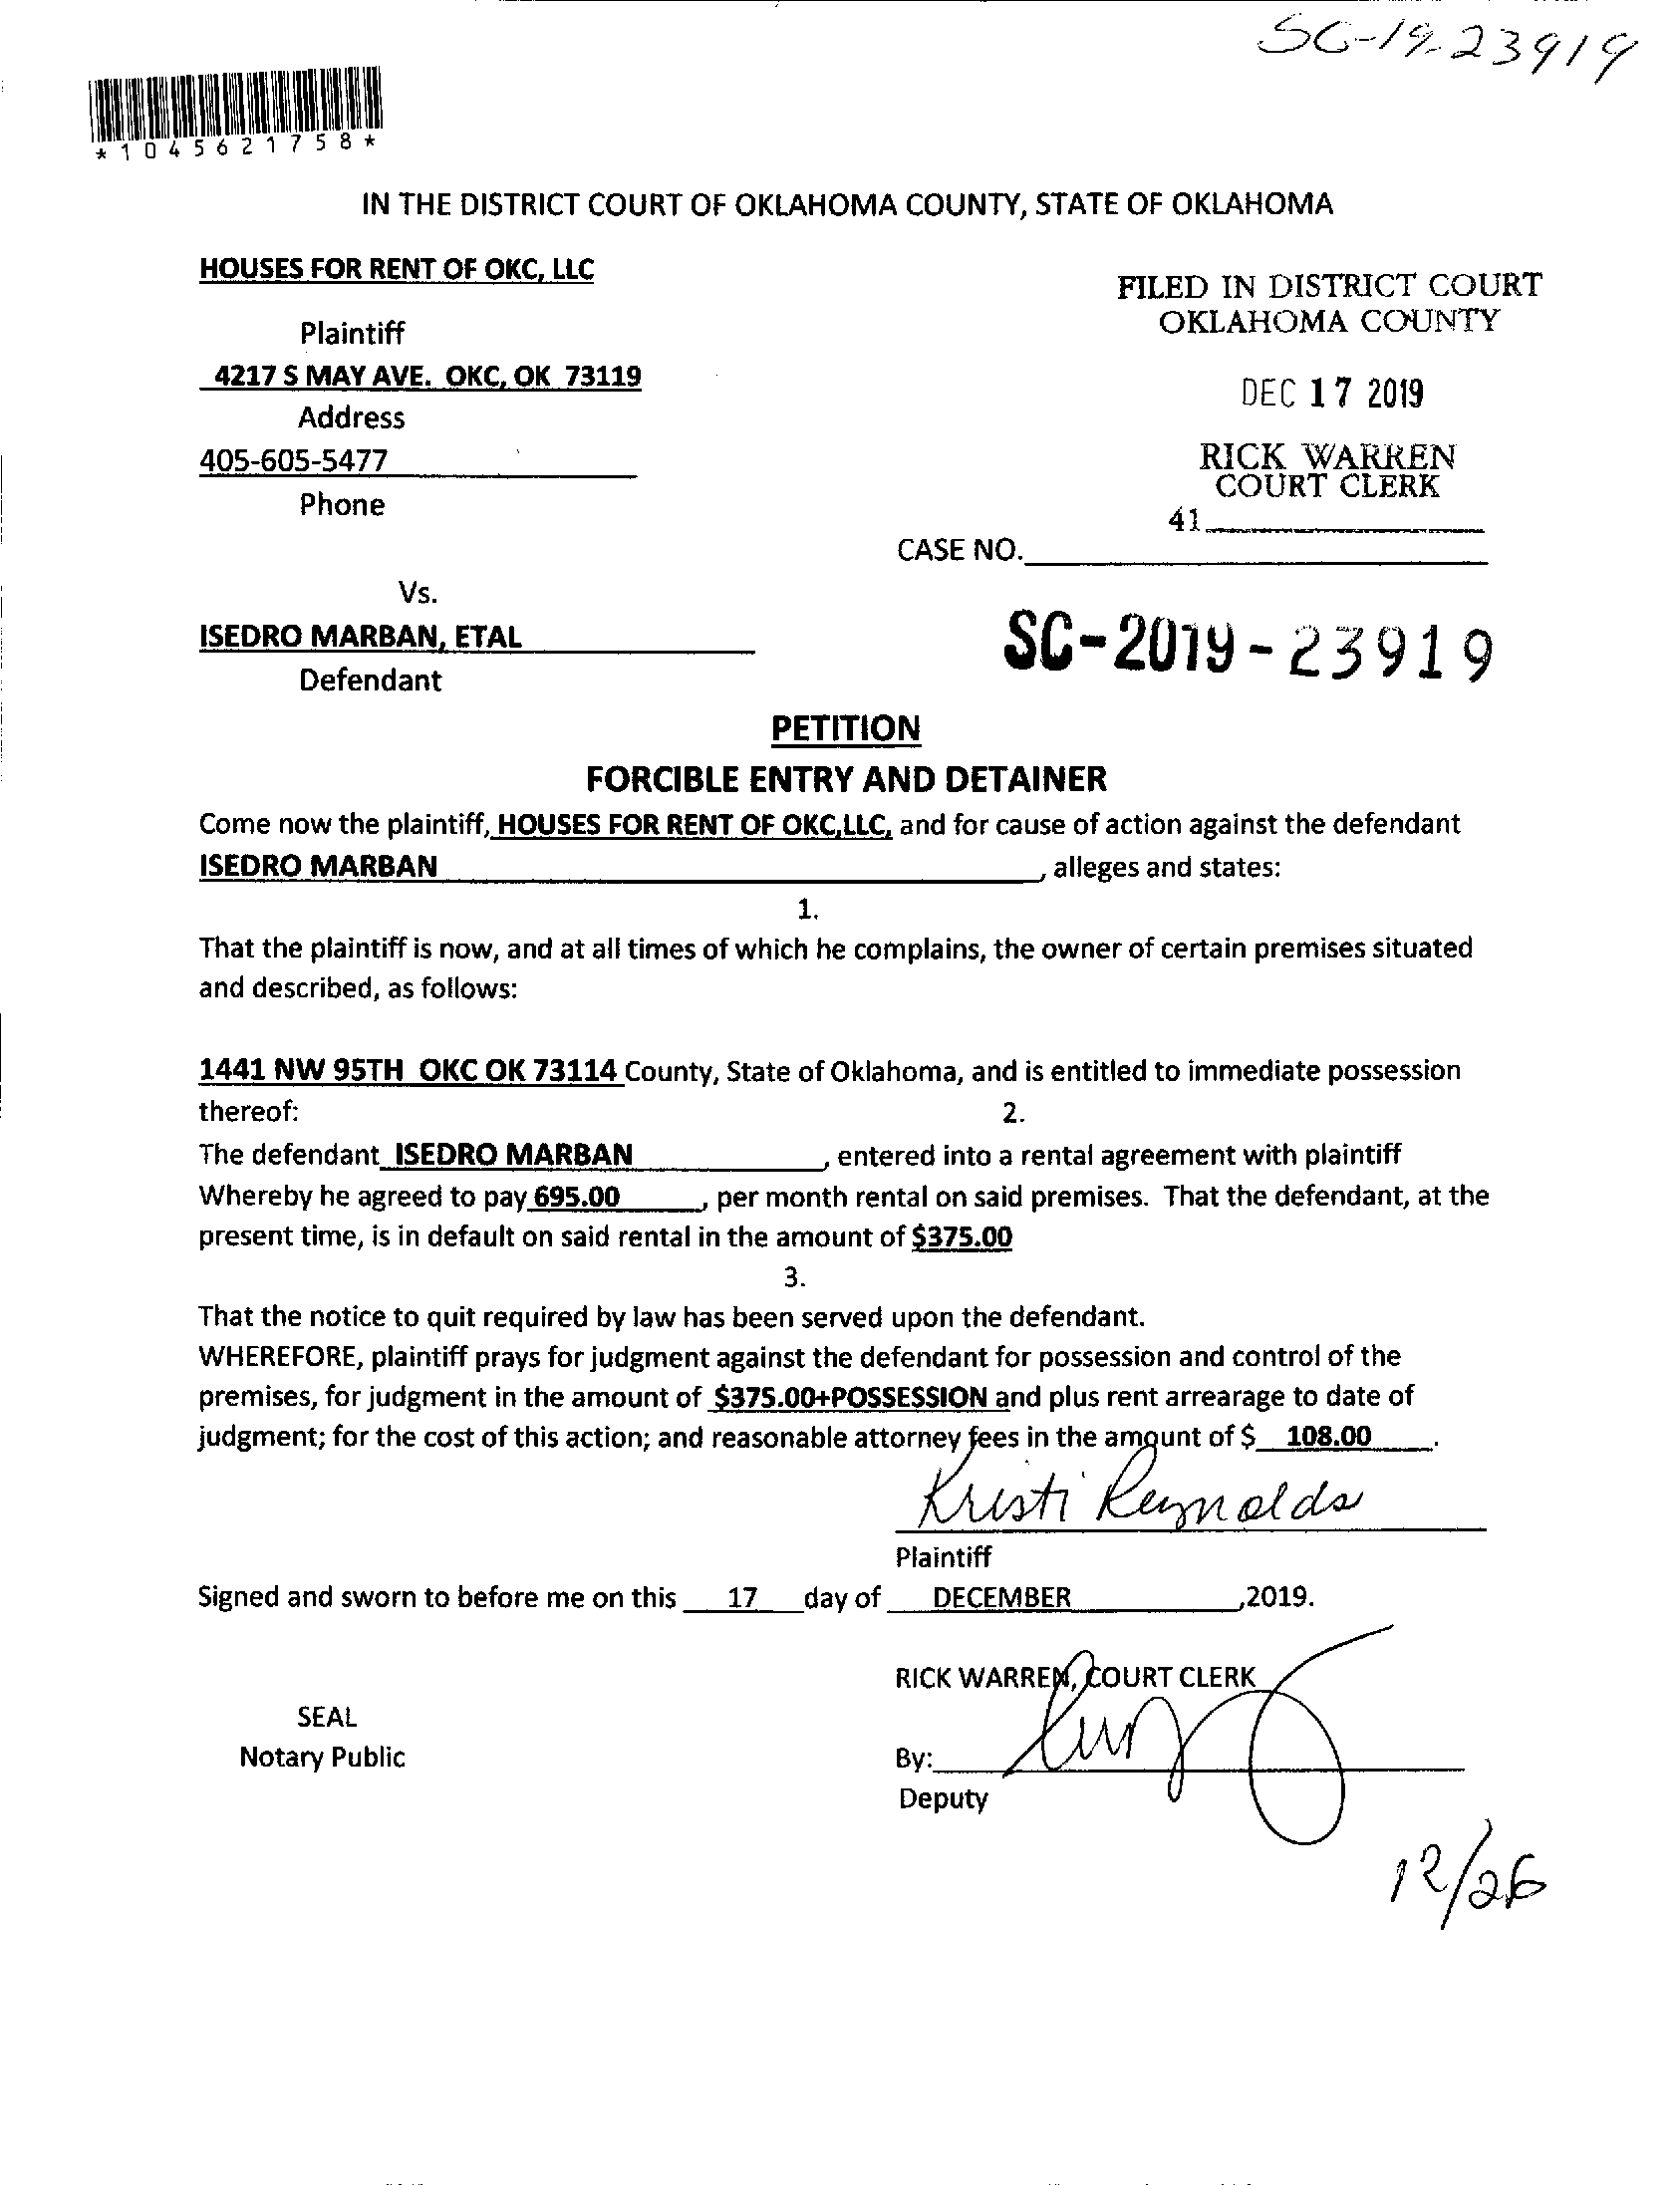 SC-19-23919
*1045621758*
IN THE DISTRICT COURT OF OKLAHOMA COUNTY, STATE OF OKLAHOMA
HOUSES FOR RENT OF OKC, LLC
Plaintiff
4217 S MAY AVE. OKC, OK 73119
Address
405-605-5477
Phone
FILED IN DISTRICT COURT
OKLAHOMA COUNTY
DEC 17 2019
RICK WARREN
COURT CLERK
41
CASE NO.
Vs.
ISEDRO MARBAN, ETAL
Defendant
SC-2019-23919
PETITION
FORCIBLE ENTRY AND DETAINER
Come now the plaintiff, HOUSES FOR RENT OF OKC,LLC, and for cause of action against the defendant
ISEDRO MARBAN, alleges and states:
1.
That the plaintiff is now, and at all times of which he complains, the owner of certain premises situated
and described, as follows:
1441 NW 95TH OKC OK 73114 County, State of Oklahoma, and is entitled to immediate possession
thereof: 2.
The defendant ISEDRO MARBAN, entered into a rental agreement with plaintiff
Whereby he agreed to pay 695.00, per month rental on said premises. That the defendant, at the
present time, is in default on said rental in the amount of $375.00
3.
That the notice to quit required by law has been served upon the defendant.
WHEREFORE, plaintiff prays for judgment against the defendant for possession and control of the
premises, for judgment in the amount of $375.00+POSSESSION and plus rent arrearage to date of
judgment; for the cost of this action; and reasonable attorney fees in the amount of $ 108.00.
Kristi Reynolds
Plaintiff
Signed and sworn to before me on this 17 day of DECEMBER,2019.
RICK WARREN, COURT CLERK
SEAL
Notary Public
By:
Deputy
12/26